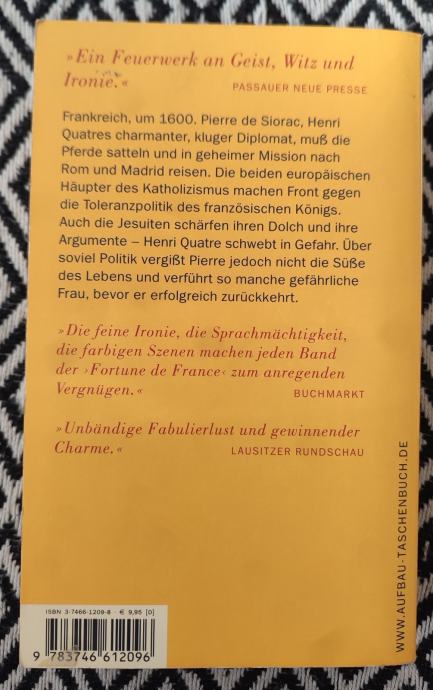 »Ein Feuerwerk an Geist, Witz und
Ironie.« PASSAUER NEUE PRESSE
Frankreich, um 1600. Pierre de Siorac, Henri
Quatres charmanter, kluger Diplomat, muß die
Pferde satteln und in geheimer Mission nach
Rom und Madrid reisen. Die beiden europäischen
Häupter des Katholizismus machen Front gegen
die Toleranzpolitik des französischen Königs.
Auch die Jesuiten schärfen ihren Dolch und ihre
Argumente – Henri Quatre schwebt in Gefahr. Über
soviel Politik vergißt Pierre jedoch nicht die Süße
des Lebens und verführt so manche gefährliche
Frau, bevor er erfolgreich zurückkehrt.
»Die feine Ironie, die Sprachmächtigkeit,
die farbigen Szenen machen jeden Band
der ›Fortune de France‹ zum anregenden
Vergnügen.« BUCHMARKT
»Unbändige Fabulierlust und gewinnender
Charme.« LAUSITZER RUNDSCHAU
WWW.AUFBAU-TASCHENBUCH.DE
ISBN 3-7466-1209-8 · € 9,95 [D]
9 783746 612096